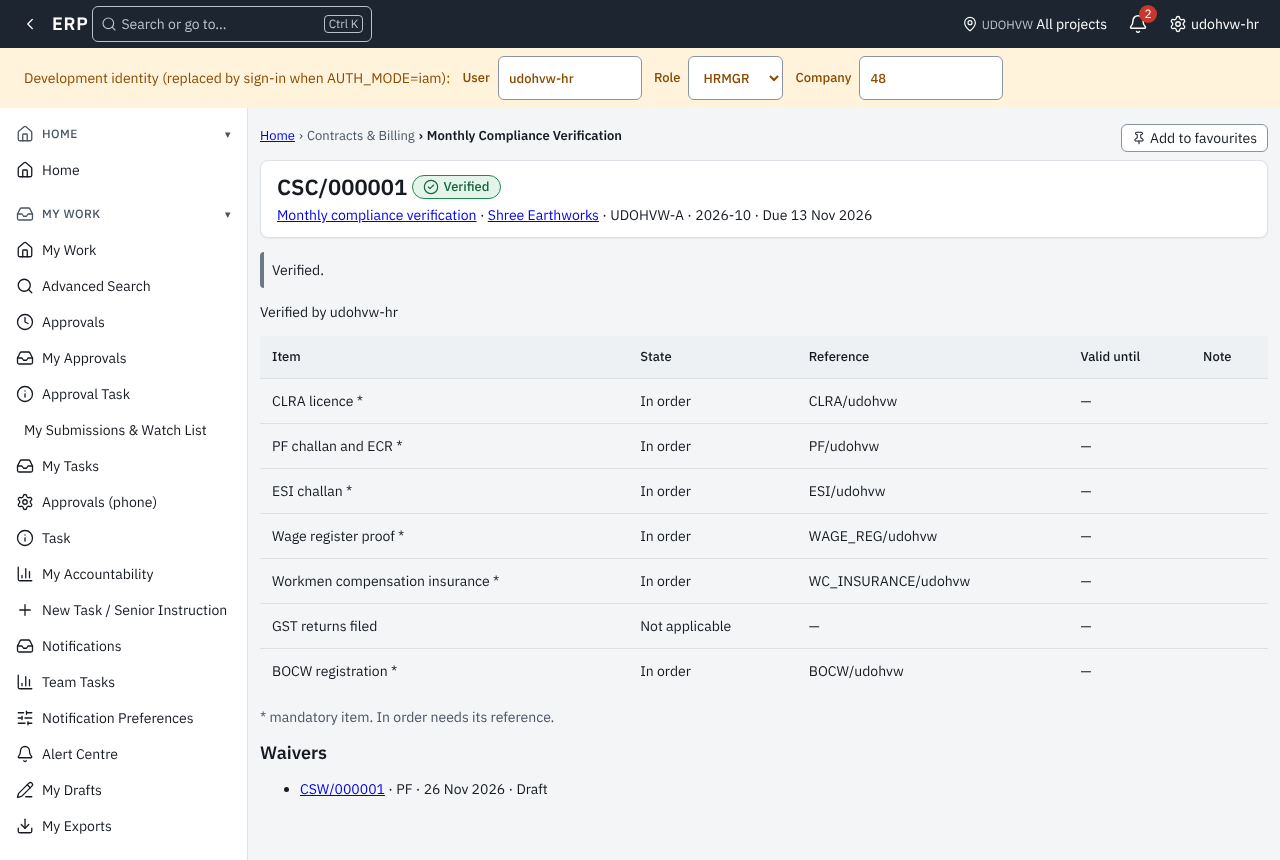 ERP Search or go to... Ctrl K UDOHVW All projects 2 udohvw-hr
Development identity (replaced by sign-in when AUTH_MODE=iam): User udohvw-hr Role HRMGR Company 48
HOME
Home
MY WORK
My Work
Advanced Search
Approvals
My Approvals
Approval Task
My Submissions & Watch List
My Tasks
Approvals (phone)
Task
My Accountability
New Task / Senior Instruction
Notifications
Team Tasks
Notification Preferences
Alert Centre
My Drafts
My Exports
Home › Contracts & Billing › Monthly Compliance Verification
Add to favourites
CSC/000001 Verified
Monthly compliance verification · Shree Earthworks · UDOHVW-A · 2026-10 · Due 13 Nov 2026
Verified.
Verified by udohvw-hr
Item State Reference Valid until Note
CLRA licence * In order CLRA/udohvw —
PF challan and ECR * In order PF/udohvw —
ESI challan * In order ESI/udohvw —
Wage register proof * In order WAGE_REG/udohvw —
Workmen compensation insurance * In order WC_INSURANCE/udohvw —
GST returns filed Not applicable — —
BOCW registration * In order BOCW/udohvw —
* mandatory item. In order needs its reference.
Waivers
• CSW/000001 · PF · 26 Nov 2026 · Draft